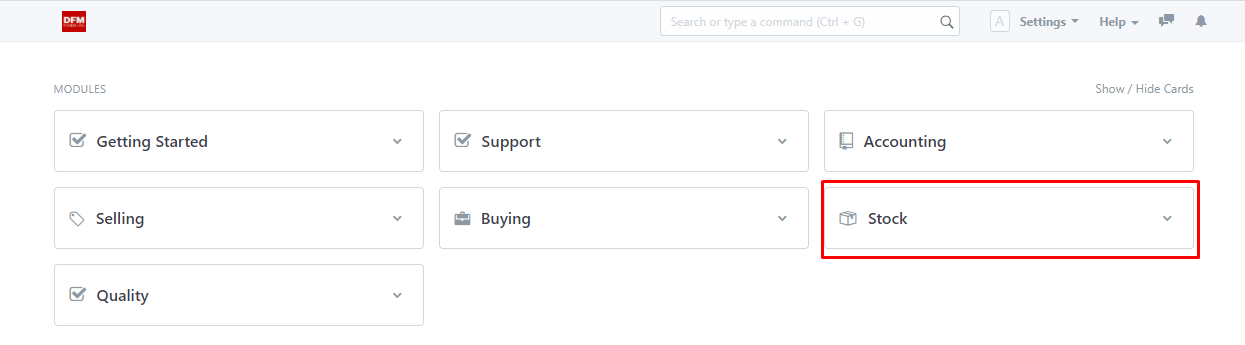 DFM
Search or type a command (Ctrl + G)
A Settings Help
MODULES Show / Hide Cards
Getting Started Support Accounting
Selling Buying Stock
Quality